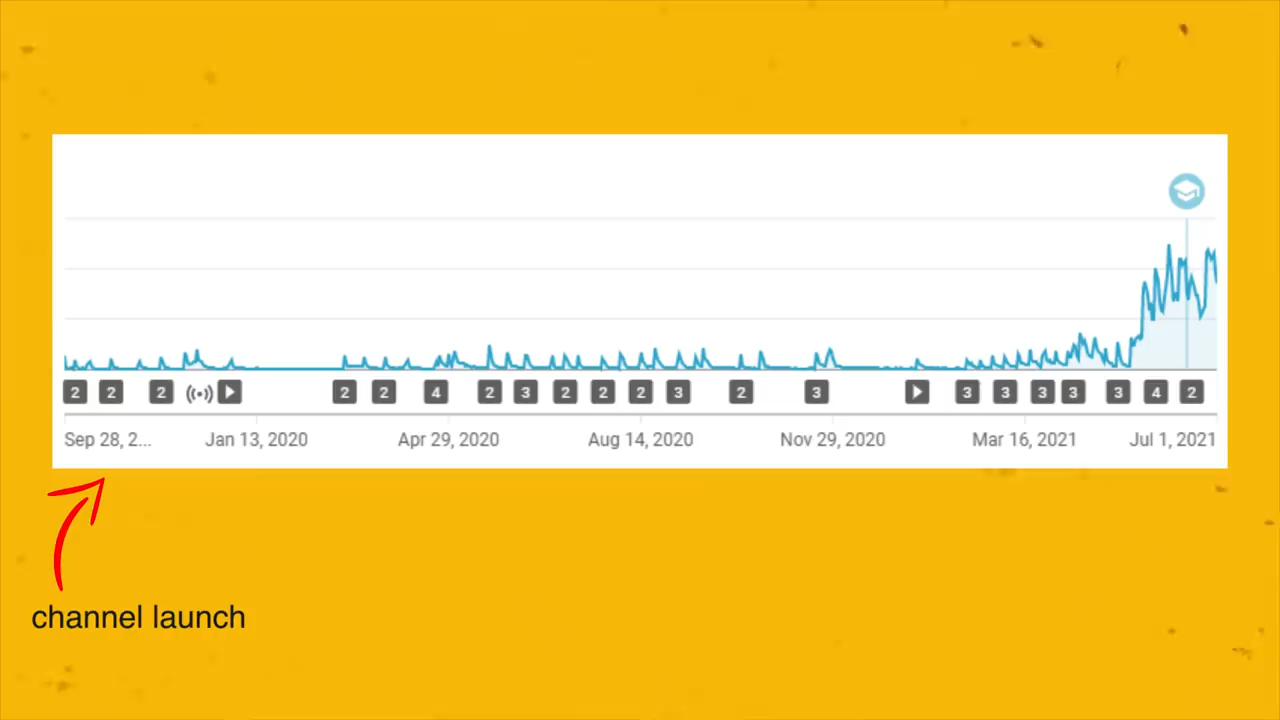 2 2 2 2 2 4 2 3 2 2 2 3 2 3 3 3 3 3 3 4 2
Sep 28, 2... Jan 13, 2020 Apr 29, 2020 Aug 14, 2020 Nov 29, 2020 Mar 16, 2021 Jul 1, 2021
channel launch